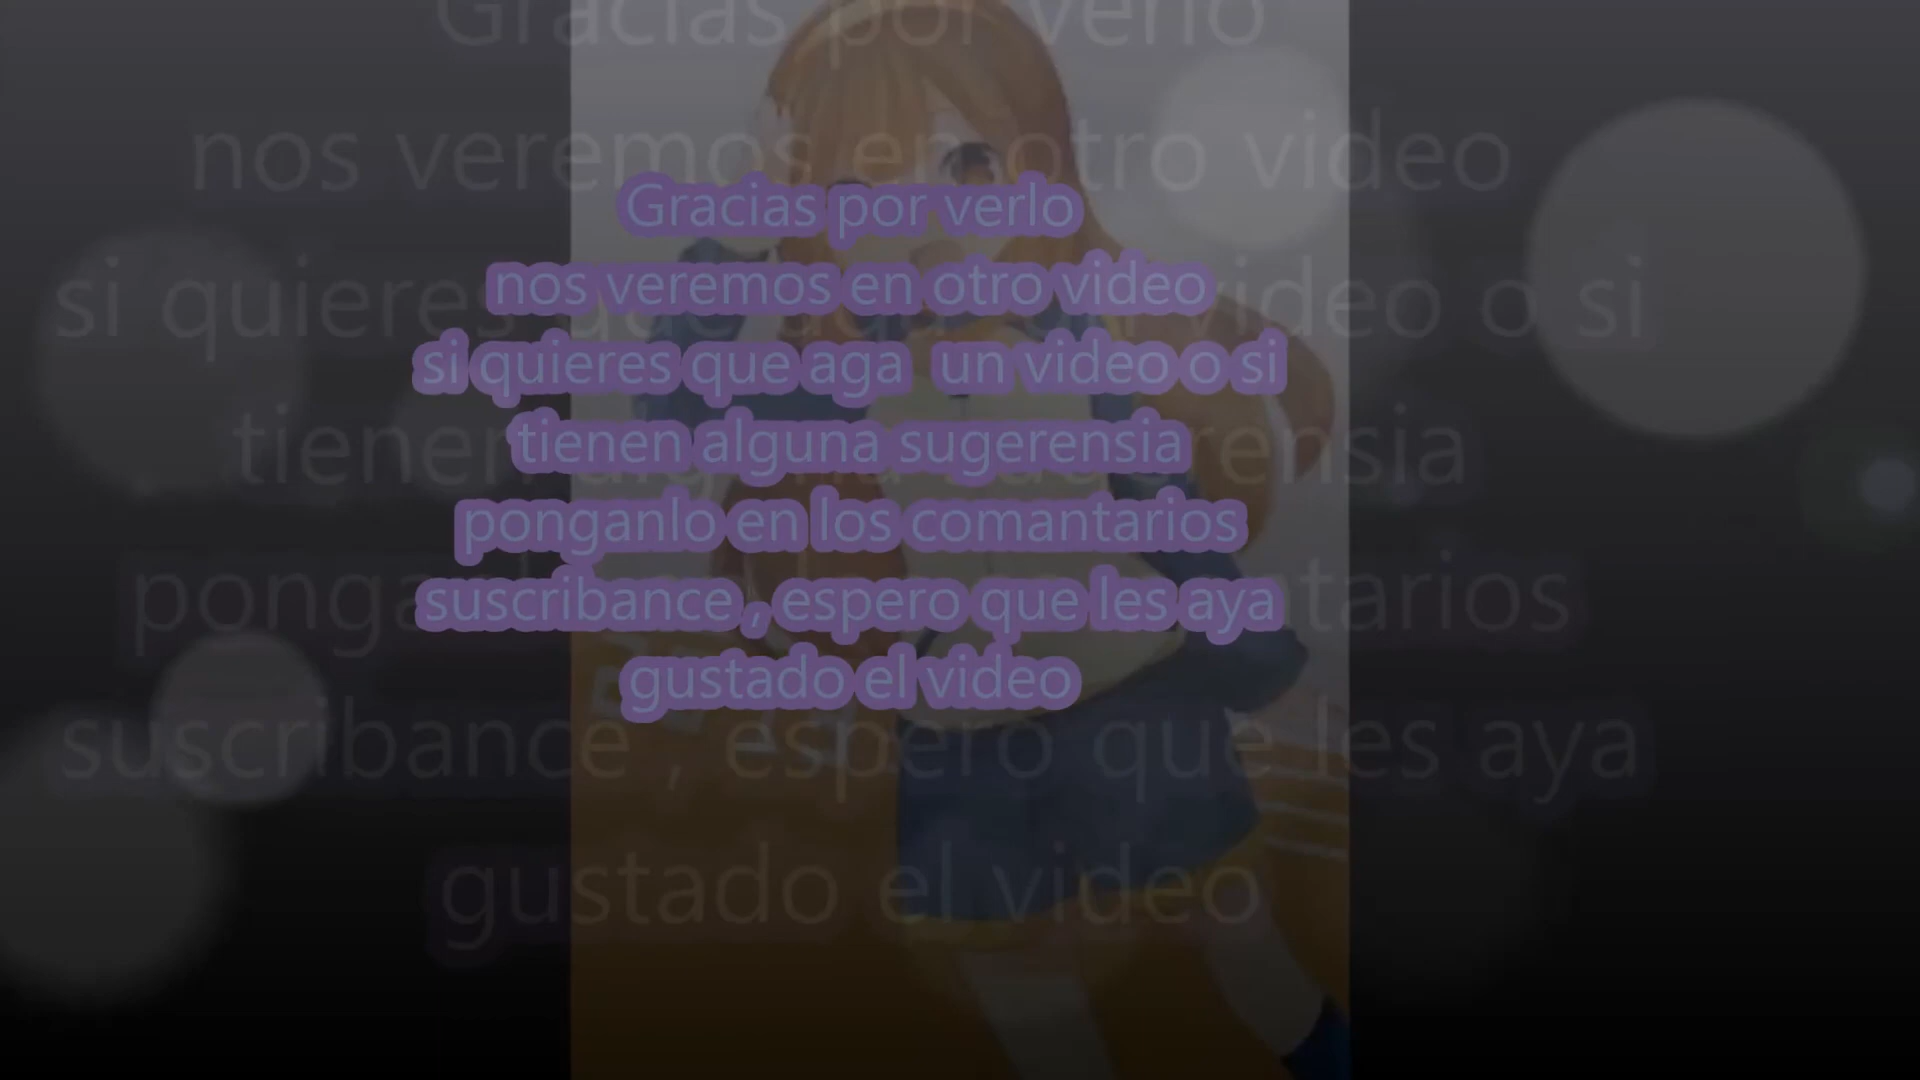 Gracias por verlo
nos veremos en otro video
si quieres que aga un video o si
tienen alguna sugerensia
ponganlo en los comantarios
suscribance , espero que les aya
gustado el video